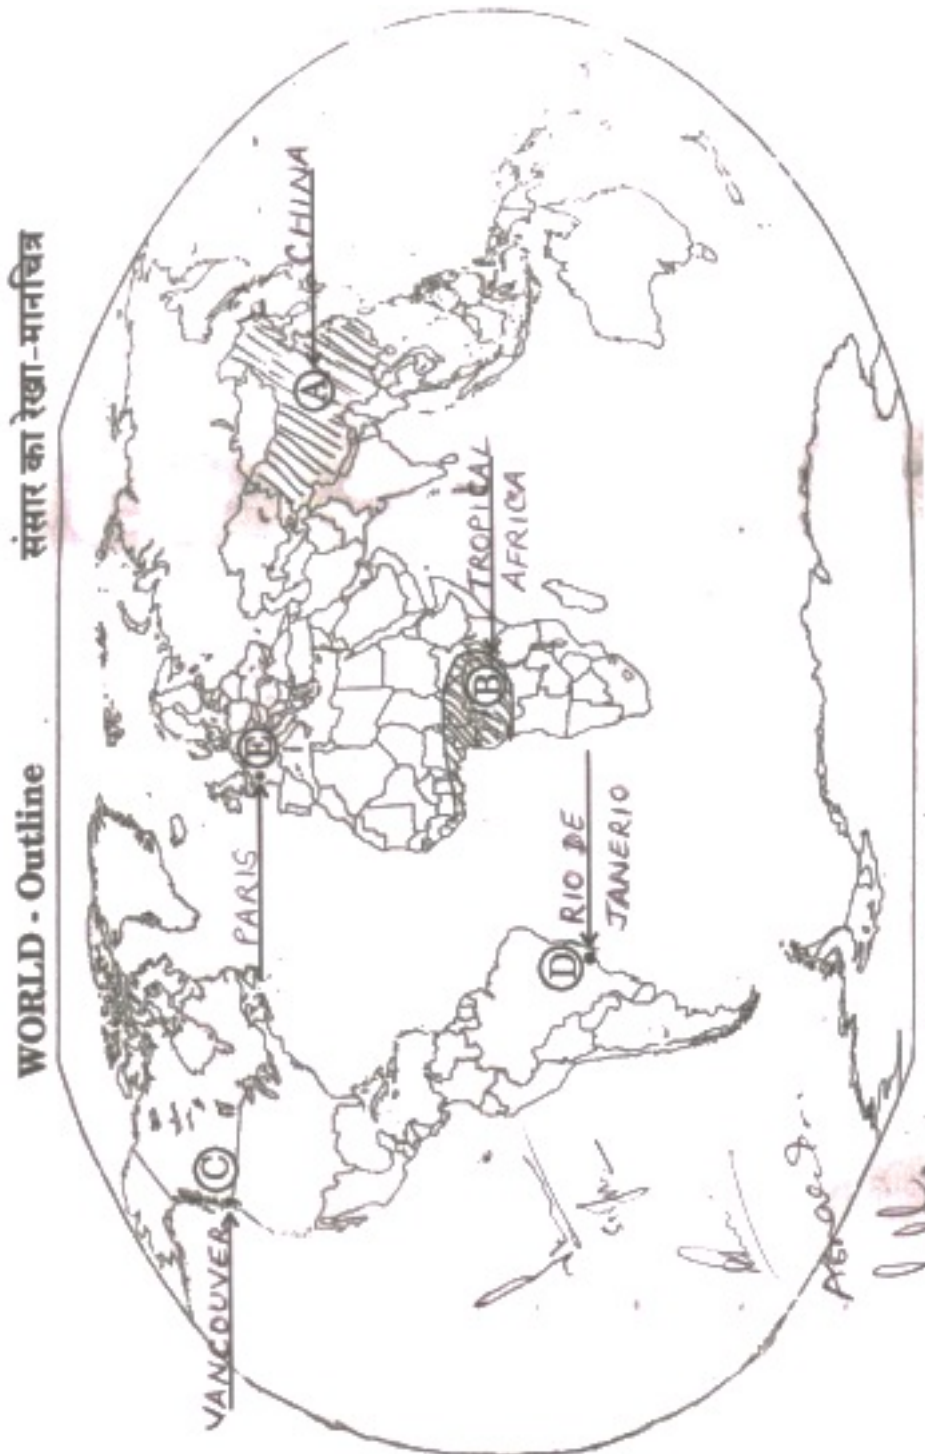 WORLD - Outline संसार का रेखा-मानचित्र
VANCOUVER
C
PARIS
E
CHINA
A
TROPICAL
AFRICA
B
RIO DE
JANERIO
D